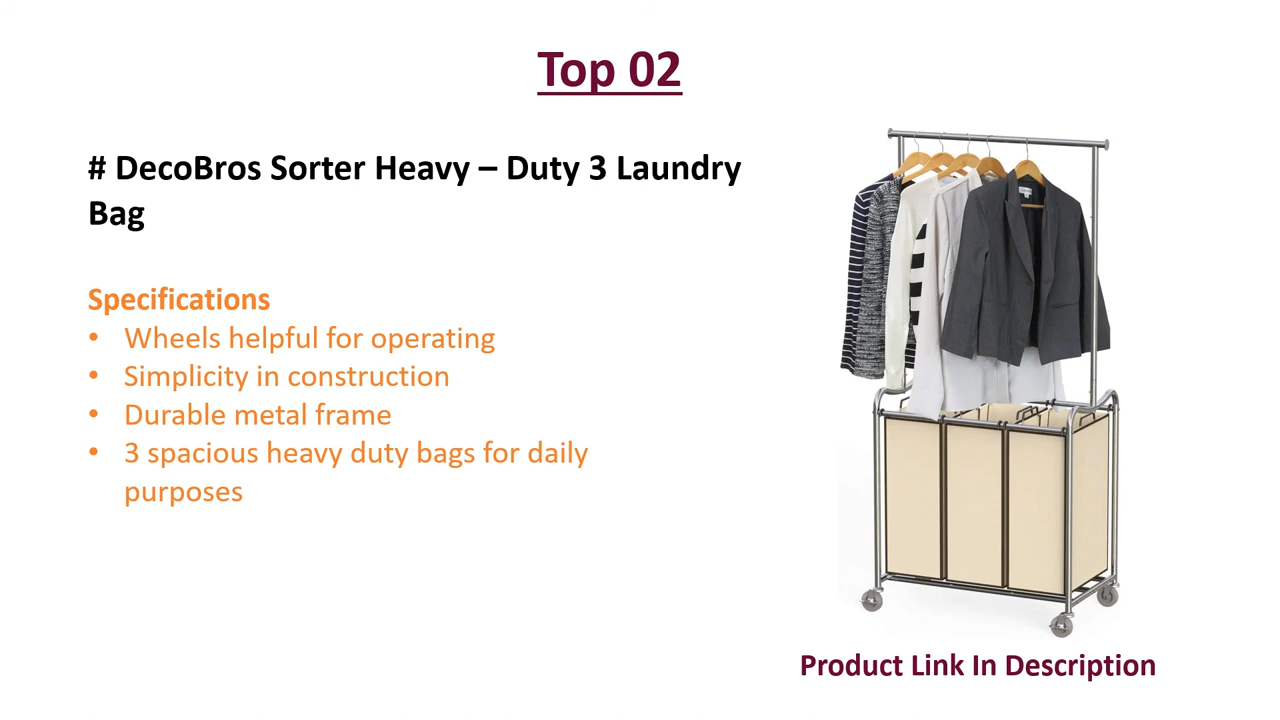 Top 02
# DecoBros Sorter Heavy – Duty 3 Laundry
Bag
Specifications
• Wheels helpful for operating
• Simplicity in construction
• Durable metal frame
• 3 spacious heavy duty bags for daily
purposes
Product Link In Description